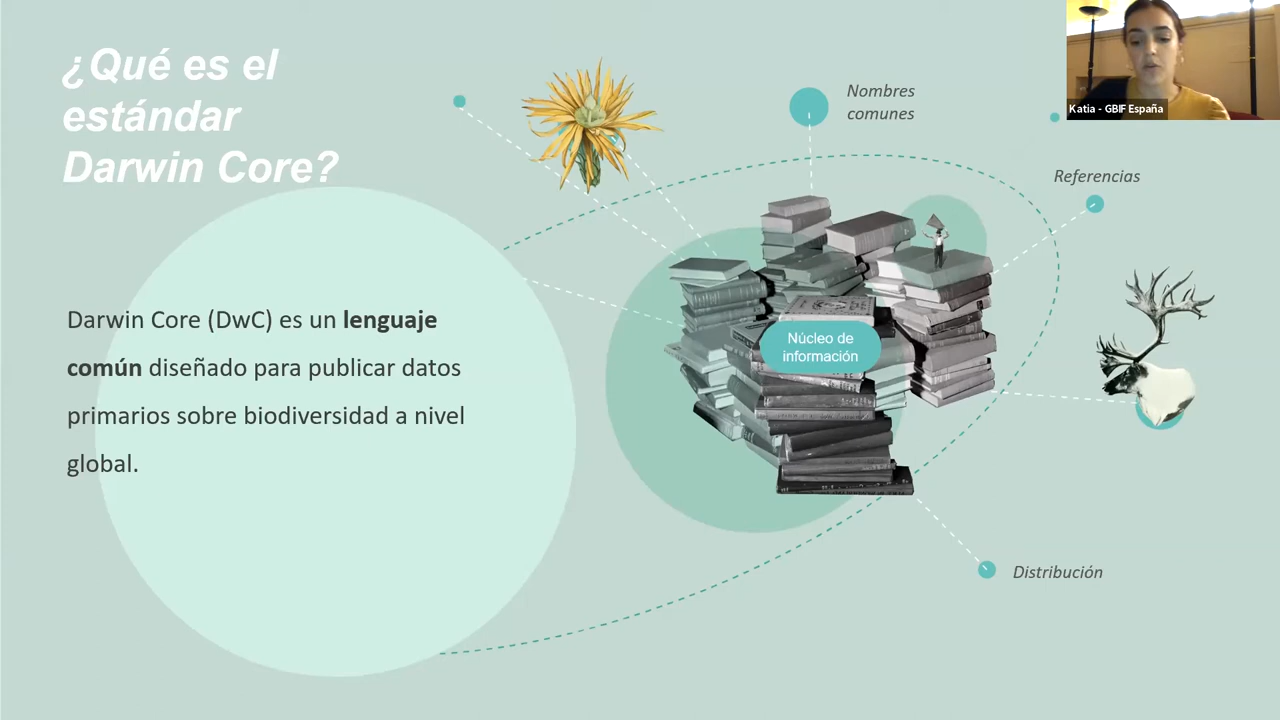 ¿Qué es el
estándar
Darwin Core?
Darwin Core (DwC) es un lenguaje
común diseñado para publicar datos
primarios sobre biodiversidad a nivel
global.
Nombres
comunes
Referencias
Núcleo de
información
Distribución
Katia - GBIF España